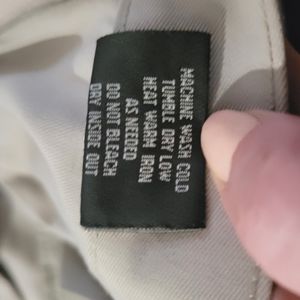 MACHINE WASH COLD
TUMBLE DRY LOW
HEAT WARM IRON
AS NEEDED
DO NOT BLEACH
DRY INSIDE OUT